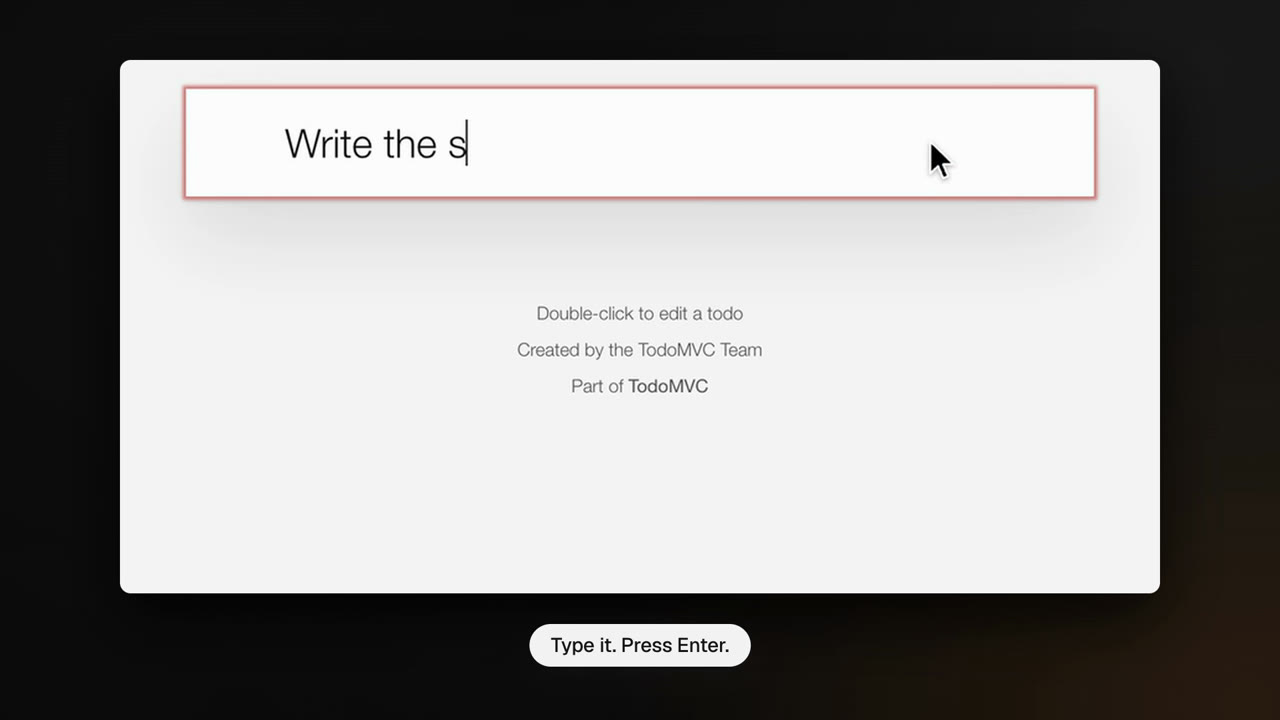 Write the s
Double-click to edit a todo
Created by the TodoMVC Team
Part of TodoMVC
Type it. Press Enter.